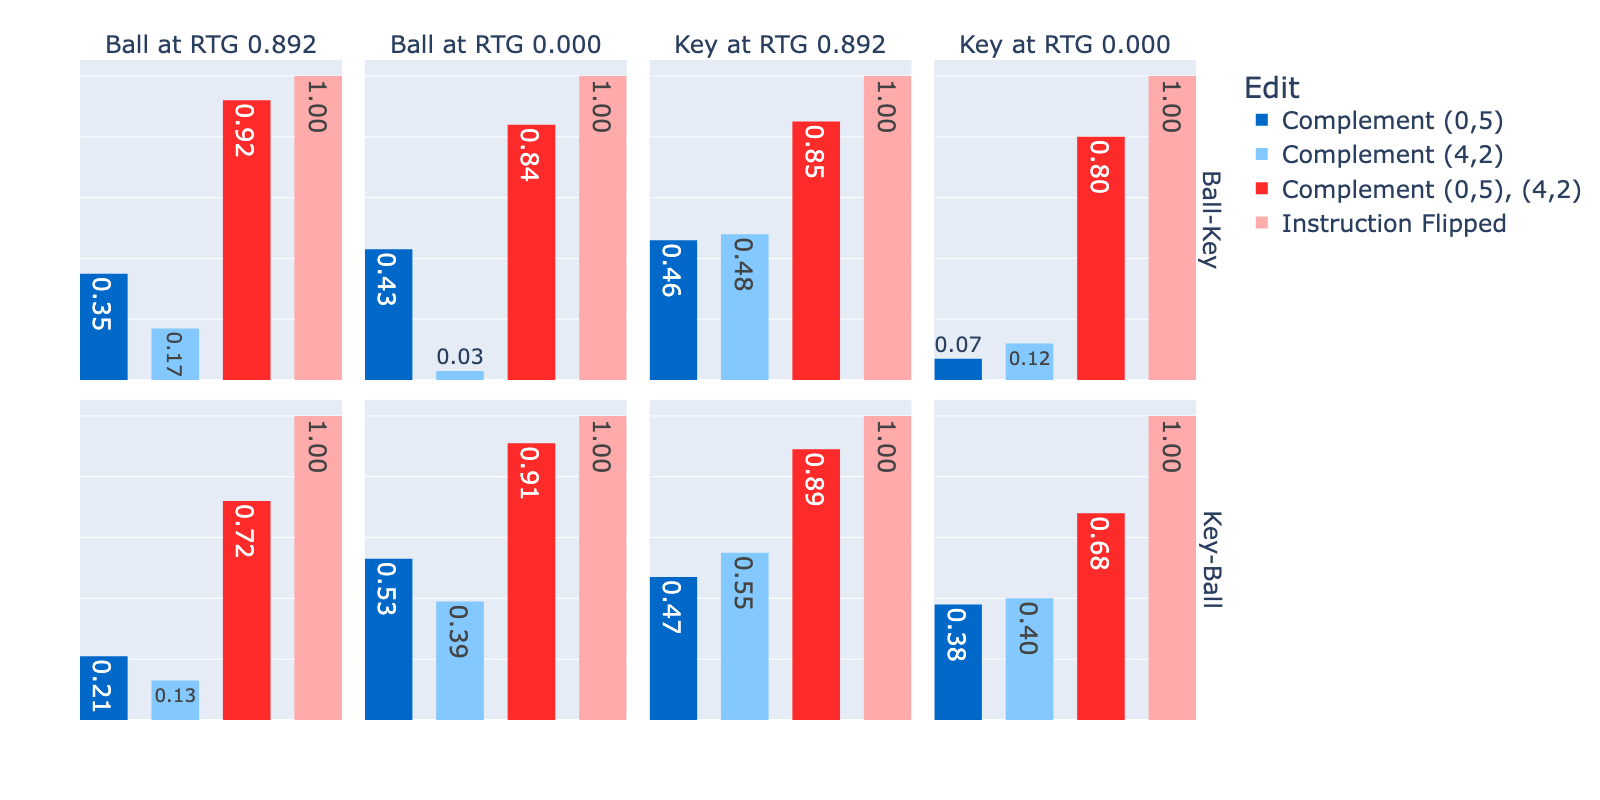 Ball at RTG 0.892
Ball at RTG 0.000
Key at RTG 0.892
Key at RTG 0.000
0.35
0.17
0.92
1.00
0.43
0.03
0.84
1.00
0.46
0.48
0.85
1.00
0.07
0.12
0.80
1.00
Ball-Key
0.21
0.13
0.72
1.00
0.53
0.39
0.91
1.00
0.47
0.55
0.89
1.00
0.38
0.40
0.68
1.00
Key-Ball
Edit
Complement (0,5)
Complement (4,2)
Complement (0,5), (4,2)
Instruction Flipped